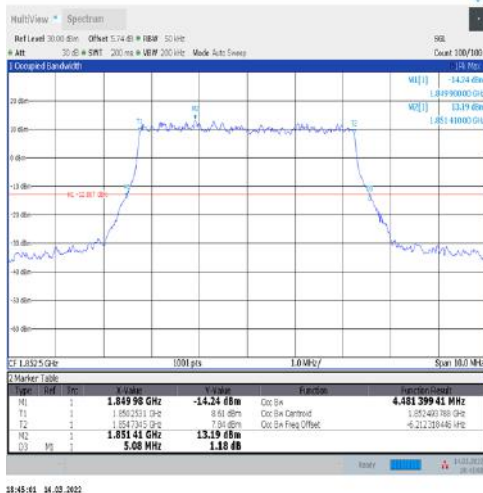 MultiView Spectrum
Ref Level 30.00 dBm Offset 5.74 dB RBW 50 kHz SGL
Att 30 dB SWT 200 ms VBW 200 kHz Mode Auto Sweep Count 100/100
1 Occupied Bandwidth
M1[1] -14.24 dBm
1.84998000 GHz
20 dBm M2[1] 13.19 dBm
1.85141000 GHz
10 dBm
0 dBm
-10 dBm
-20 dBm
-30 dBm
-40 dBm
-50 dBm
-60 dBm
CF 1.8525 GHz 1001 pts 1.0 MHz/ Span 10.0 MHz
2 Marker Table
Type Ref Trc X-Value Y-Value Function Function Result
M1 1 1.849 98 GHz -14.24 dBm Occ Bw 4.481 399 41 MHz
T1 1 1.8502531 GHz 8.61 dBm Occ Bw Centroid
T2 1 1.8547345 GHz 7.84 dBm Occ Bw Freq Offset
M2 1 1.851 41 GHz 13.19 dBm
D3 M1 1 5.08 MHz 1.18 dB
Ready 14.03.2022
18:45:01
18:45:01 14.03.2022